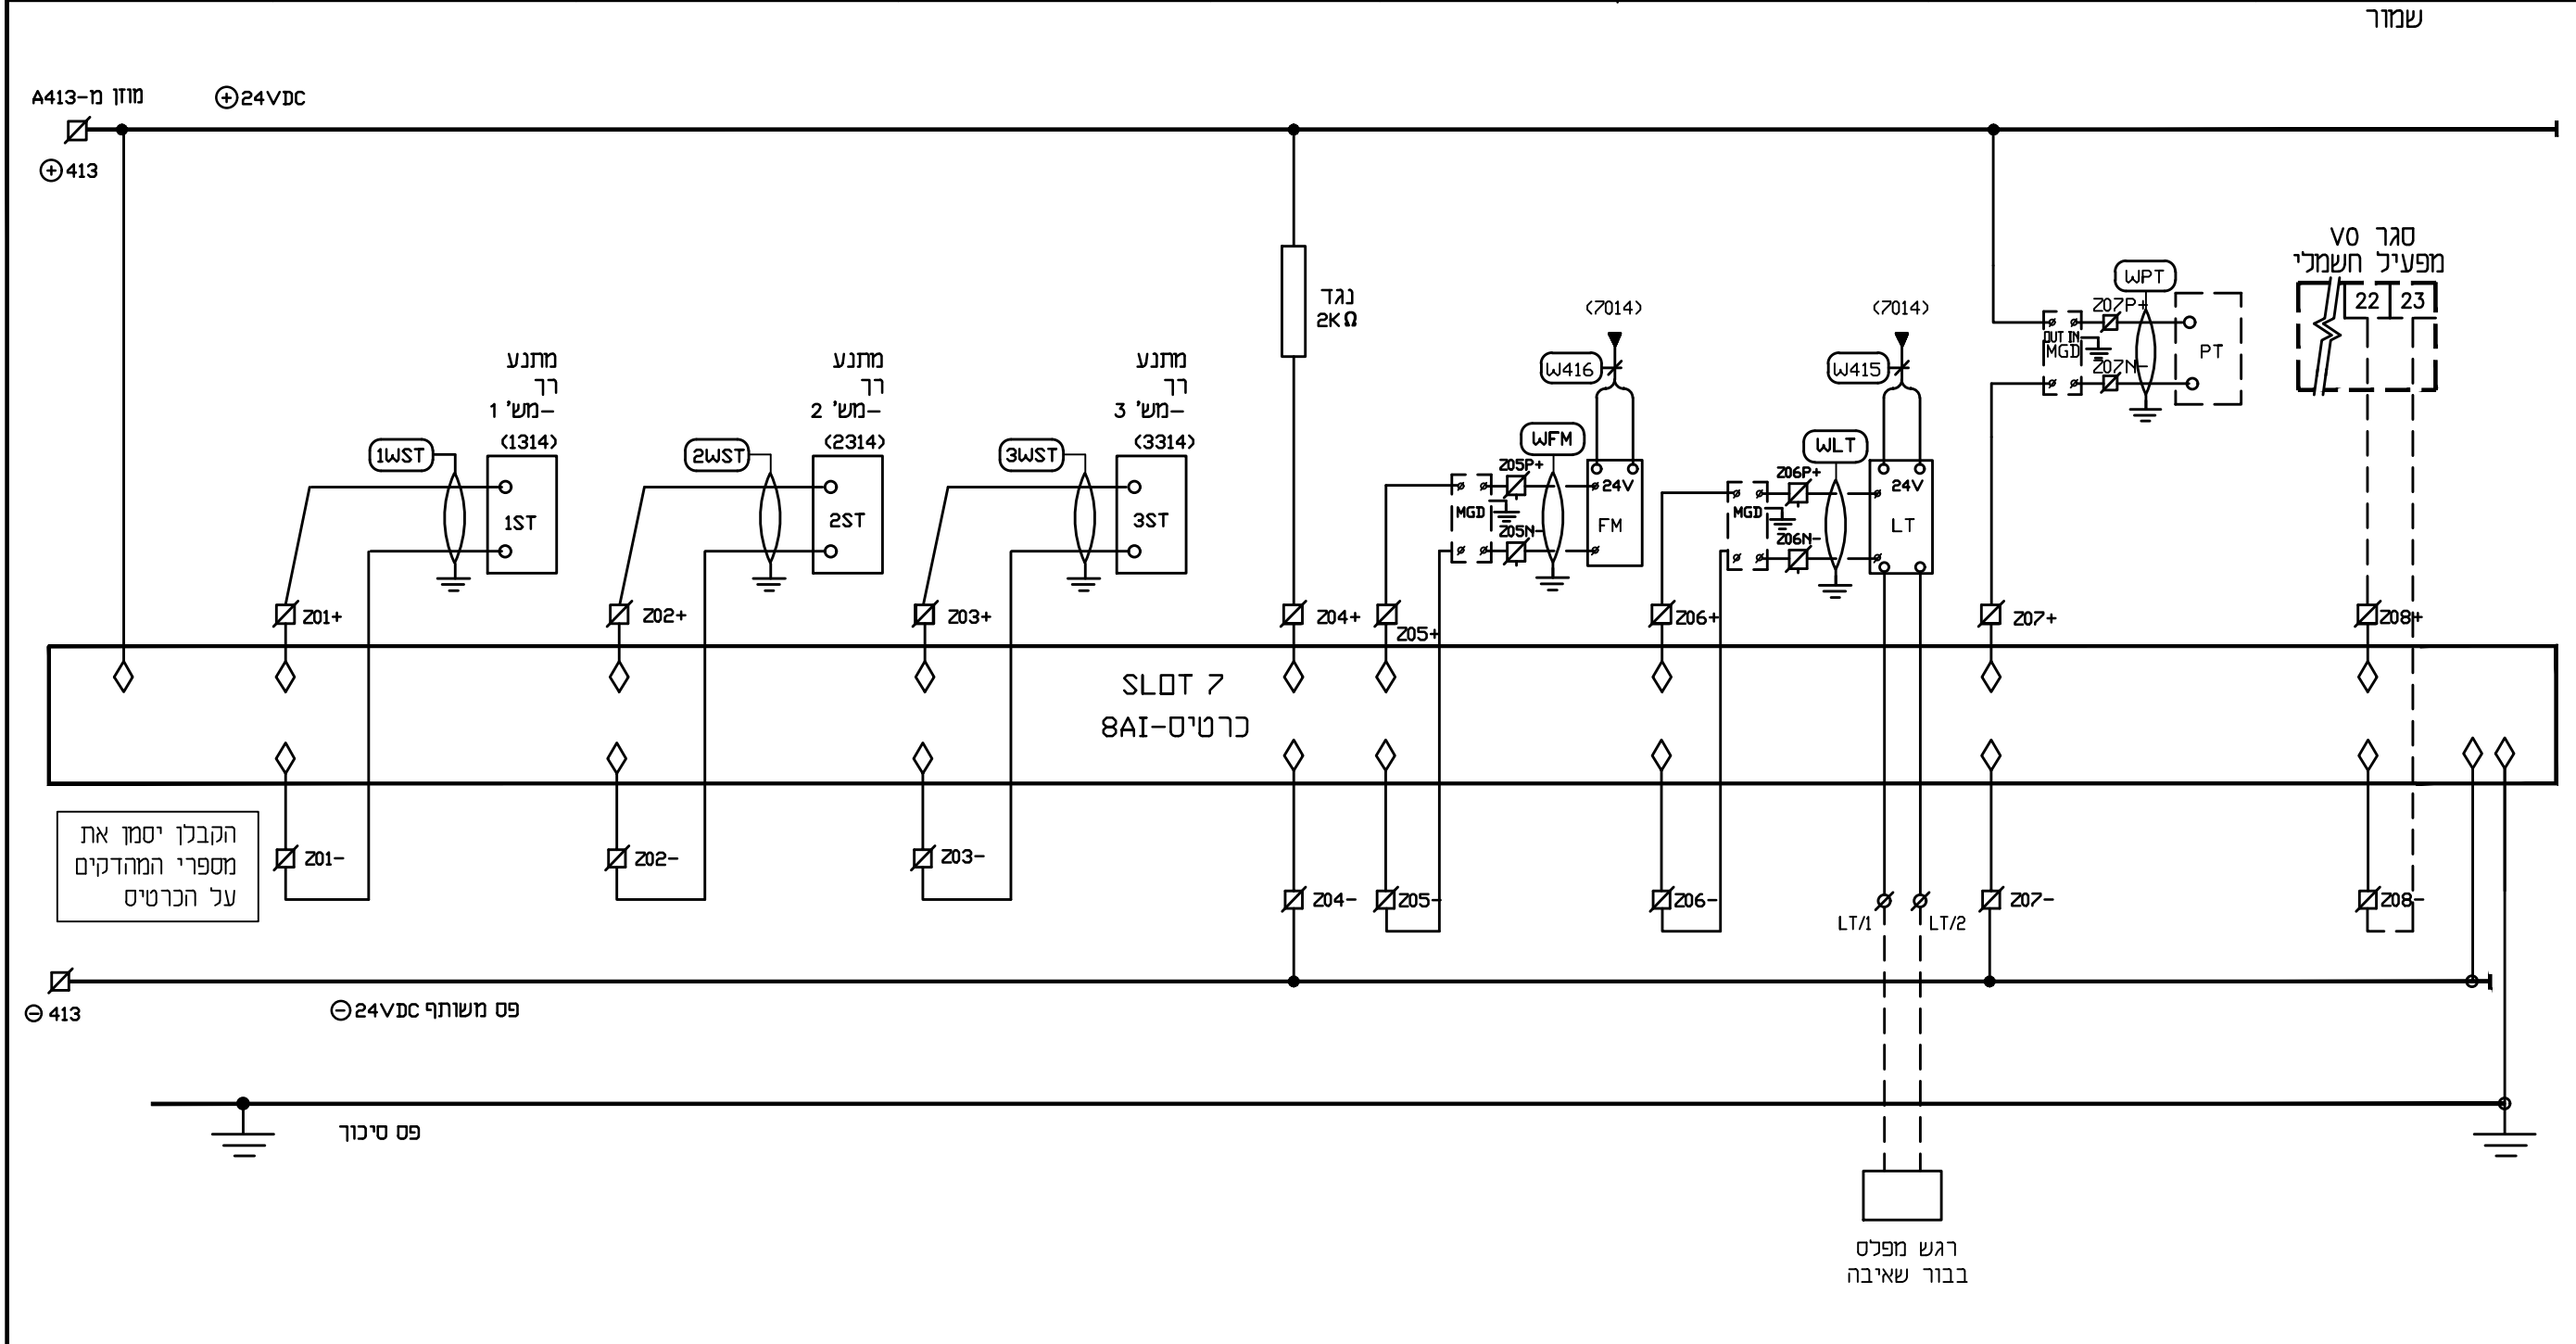 שמור
מוזן מ-A413
⊕24VDC
⊕413
סגר V0
מפעיל חשמלי
22
23
WPT
Z07P+
OUT IN
MGD
Z07N-
PT
נגד
2KΩ
(7014)
(7014)
W416
W415
מתנע
רך
-מש' 1
(1314)
מתנע
רך
-מש' 2
(2314)
מתנע
רך
-מש' 3
(3314)
1WST
2WST
3WST
WFM
WLT
1ST
2ST
3ST
Z05P+
MGD
Z05N-
24V
FM
Z06P+
MGD
Z06N-
24V
LT
Z01+
Z02+
Z03+
Z04+
Z05+
Z06+
Z07+
Z08+
SLOT 7
כרטיס-8AI
הקבלן יסמן את
מספרי המהדקים
על הכרטיס
Z01-
Z02-
Z03-
Z04-
Z05-
Z06-
Z07-
Z08-
LT/1
LT/2
⊖413
⊖24VDC פס משותף
פס סיכוך
רגש מפלס
בבור שאיבה